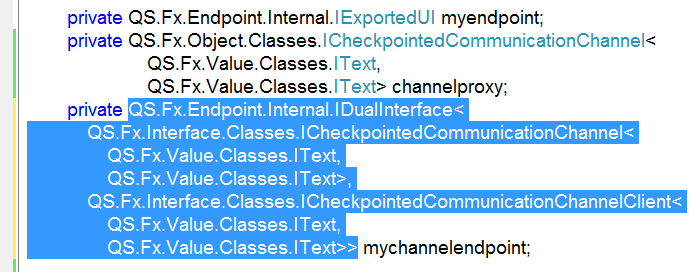 private QS.Fx.Endpoint.Internal.IExportedUI myendpoint;
private QS.Fx.Object.Classes.ICheckpointedCommunicationChannel<
QS.Fx.Value.Classes.IText,
QS.Fx.Value.Classes.IText> channelproxy;
private QS.Fx.Endpoint.Internal.IDualInterface<
QS.Fx.Interface.Classes.ICheckpointedCommunicationChannel<
QS.Fx.Value.Classes.IText,
QS.Fx.Value.Classes.IText>,
QS.Fx.Interface.Classes.ICheckpointedCommunicationChannelClient<
QS.Fx.Value.Classes.IText,
QS.Fx.Value.Classes.IText>> mychannelendpoint;